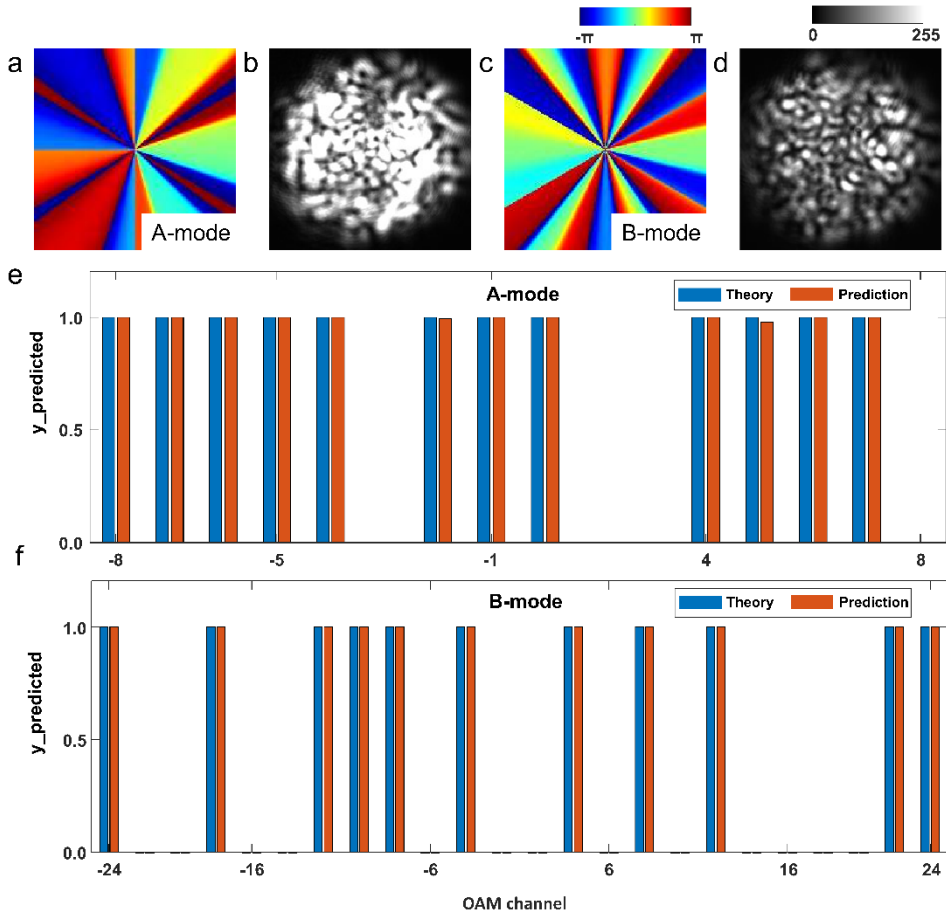 -π π 0 255
a b c d
A-mode B-mode
e
A-mode
Theory Prediction
1.0
0.5
0.0
y_predicted
-8 -5 -1 4 8
f
B-mode
Theory Prediction
1.0
0.5
0.0
y_predicted
-24 -16 -6 6 16 24
OAM channel